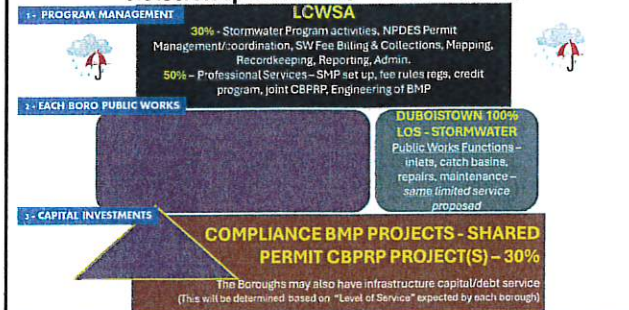 1 - PROGRAM MANAGEMENT
LCWSA
30% - Stormwater Program activities, NPDES Permit
Management/coordination, SW Fee Billing & Collections, Mapping,
Recordkeeping, Reporting, Admin.
50% – Professional Services – SMP set up, fee rules regs, credit
program, joint CBPRP, Engineering of BMP
2 - EACH BORO PUBLIC WORKS
DUBOISTOWN 100%
LOS - STORMWATER
Public Works Functions –
inlets, catch basins,
repairs, maintenance –
same limited service
proposed
3 - CAPITAL INVESTMENTS
COMPLIANCE BMP PROJECTS - SHARED
PERMIT CBPRP PROJECT(S) – 30%
The Boroughs may also have infrastructure capital/debt service
(This will be determined based on "Level of Service" expected by each borough)